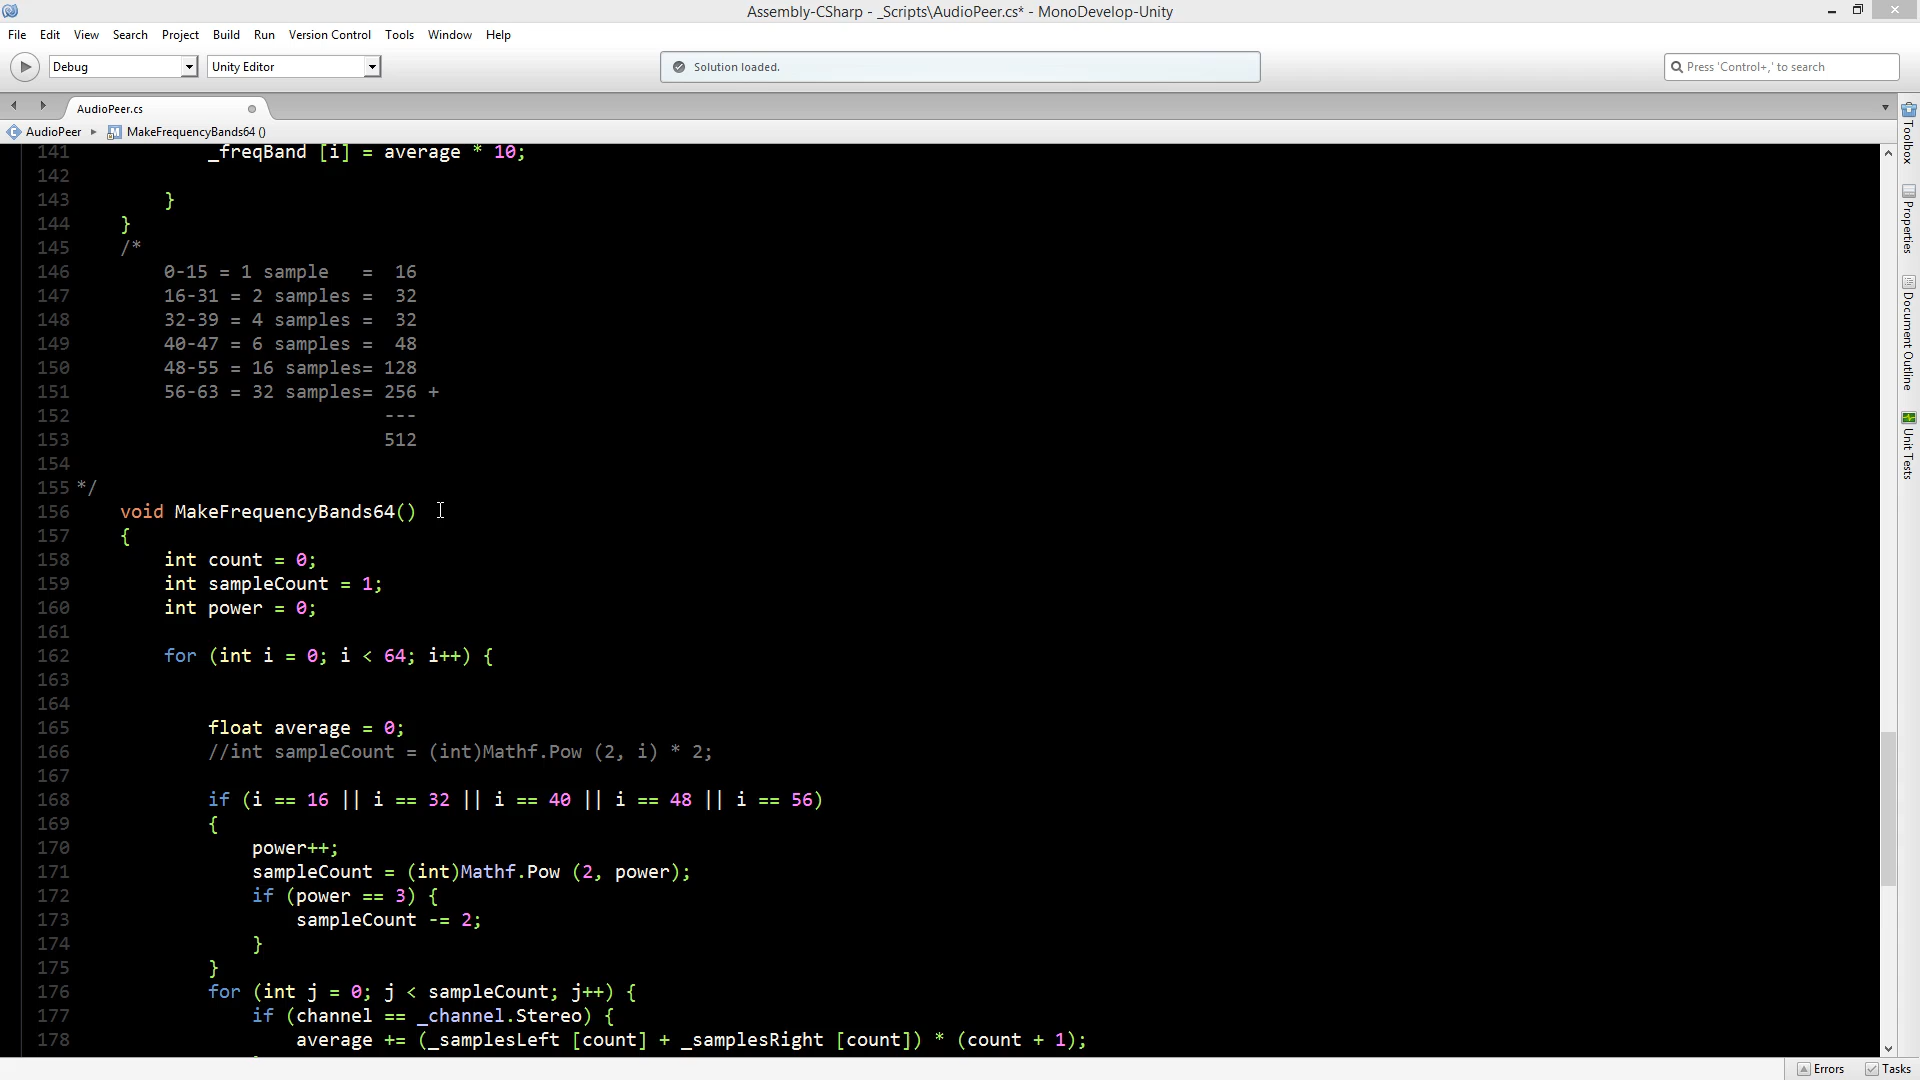 Assembly-CSharp - _Scripts\AudioPeer.cs* - MonoDevelop-Unity
File Edit View Search Project Build Run Version Control Tools Window Help
Debug Unity Editor Solution loaded. Press 'Control+,' to search
AudioPeer.cs
AudioPeer MakeFrequencyBands64 ()
141 _freqBand [i] = average * 10;
142
143 }
144 }
145 /*
146 0-15 = 1 sample = 16
147 16-31 = 2 samples = 32
148 32-39 = 4 samples = 32
149 40-47 = 6 samples = 48
150 48-55 = 16 samples= 128
151 56-63 = 32 samples= 256 +
152 ---
153 512
154
155 */
156 void MakeFrequencyBands64()
157 {
158 int count = 0;
159 int sampleCount = 1;
160 int power = 0;
161
162 for (int i = 0; i < 64; i++) {
163
164
165 float average = 0;
166 //int sampleCount = (int)Mathf.Pow (2, i) * 2;
167
168 if (i == 16 || i == 32 || i == 40 || i == 48 || i == 56)
169 {
170 power++;
171 sampleCount = (int)Mathf.Pow (2, power);
172 if (power == 3) {
173 sampleCount -= 2;
174 }
175 }
176 for (int j = 0; j < sampleCount; j++) {
177 if (channel == _channel.Stereo) {
178 average += (_samplesLeft [count] + _samplesRight [count]) * (count + 1);
Toolbox
Properties
Document Outline
Unit Tests
Errors Tasks